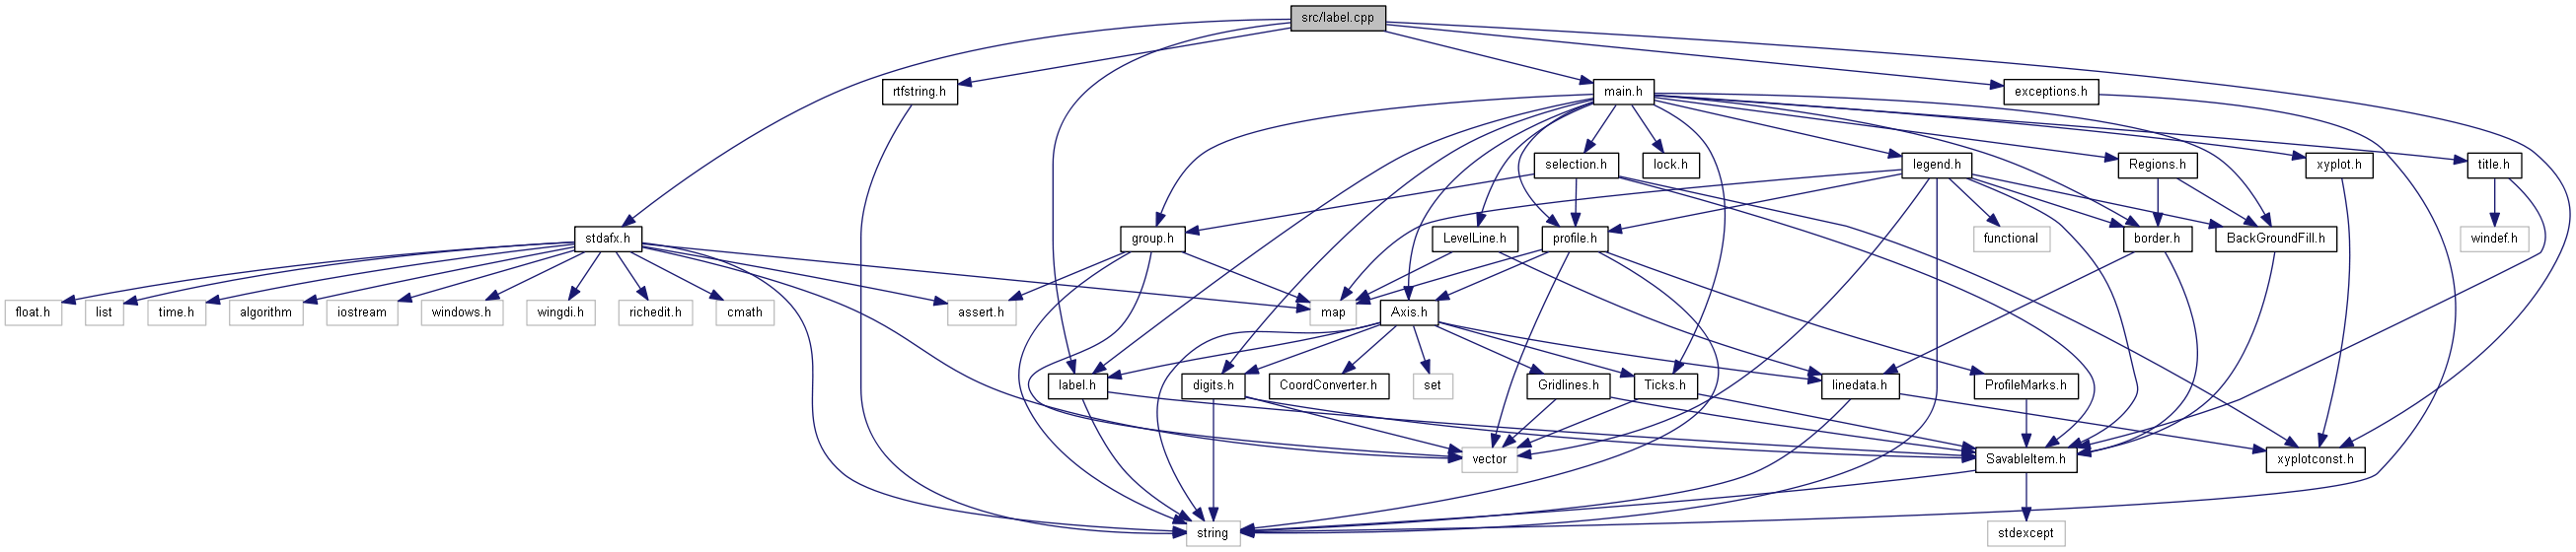 src/label.cpp
rtfstring.h
main.h
exceptions.h
selection.h
lock.h
legend.h
Regions.h
xyplot.h
title.h
stdafx.h
group.h
LevelLine.h
profile.h
functional
border.h
BackGroundFill.h
windef.h
float.h
list
time.h
algorithm
iostream
windows.h
wingdi.h
richedit.h
cmath
assert.h
map
Axis.h
label.h
digits.h
CoordConverter.h
set
Gridlines.h
Ticks.h
linedata.h
ProfileMarks.h
vector
SavableItem.h
xyplotconst.h
string
stdexcept